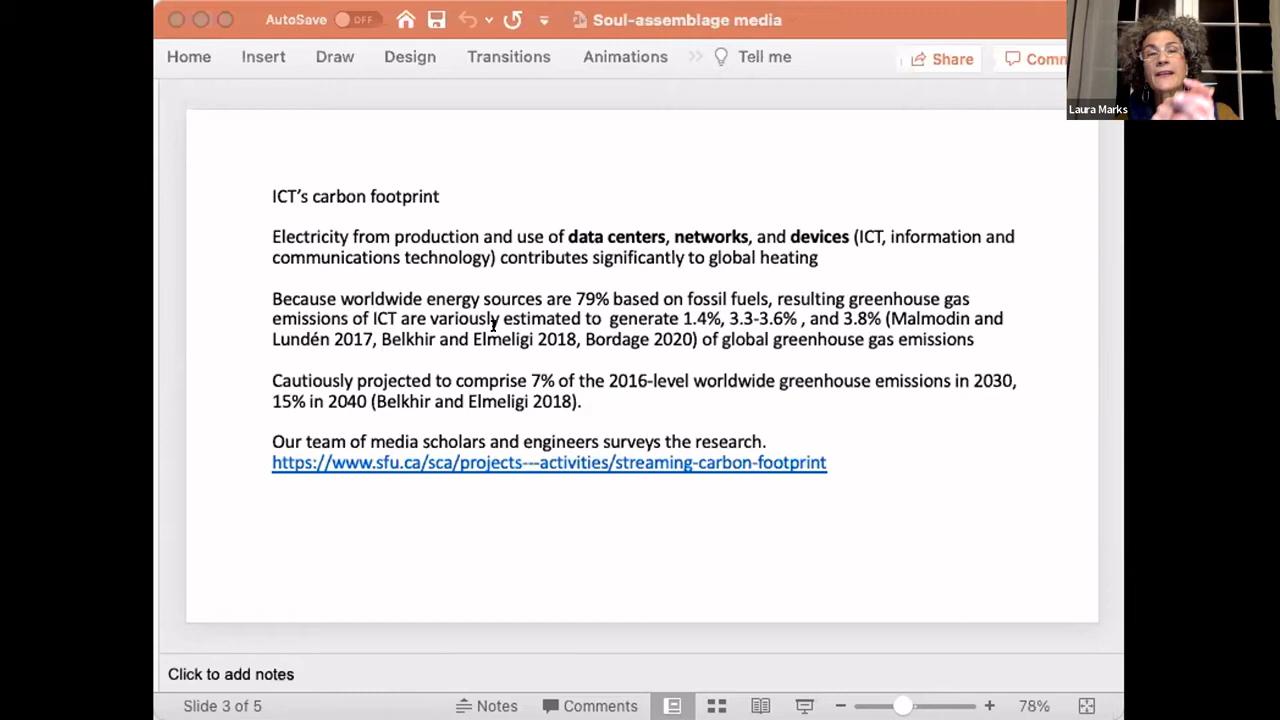 AutoSave OFF Soul-assemblage media
Home Insert Draw Design Transitions Animations Tell me Share Comm
Laura Marks
ICT's carbon footprint
Electricity from production and use of data centers, networks, and devices (ICT, information and
communications technology) contributes significantly to global heating
Because worldwide energy sources are 79% based on fossil fuels, resulting greenhouse gas
emissions of ICT are variously estimated to  generate 1.4%, 3.3-3.6% , and 3.8% (Malmodin and
Lundén 2017, Belkhir and Elmeligi 2018, Bordage 2020) of global greenhouse gas emissions
Cautiously projected to comprise 7% of the 2016-level worldwide greenhouse emissions in 2030,
15% in 2040 (Belkhir and Elmeligi 2018).
Our team of media scholars and engineers surveys the research.
https://www.sfu.ca/sca/projects---activities/streaming-carbon-footprint
Click to add notes
Slide 3 of 5 Notes Comments 78%